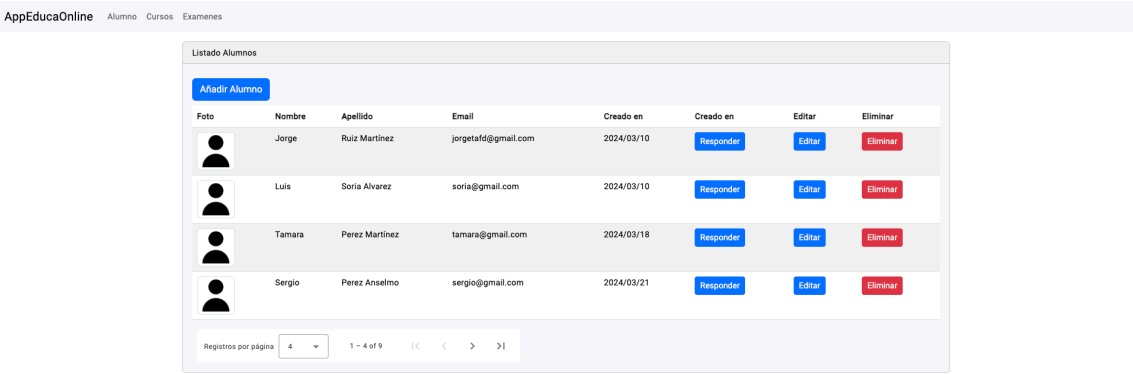 AppEducaOnline Alumno Cursos Examenes
Listado Alumnos
Añadir Alumno
Foto Nombre Apellido Email Creado en Creado en Editar Eliminar
Jorge Ruiz Martínez jorgetafd@gmail.com 2024/03/10 Responder Editar Eliminar
Luis Soria Alvarez soria@gmail.com 2024/03/10 Responder Editar Eliminar
Tamara Perez Martínez tamara@gmail.com 2024/03/18 Responder Editar Eliminar
Sergio Perez Anselmo sergio@gmail.com 2024/03/21 Responder Editar Eliminar
Registros por página 4 1 – 4 of 9